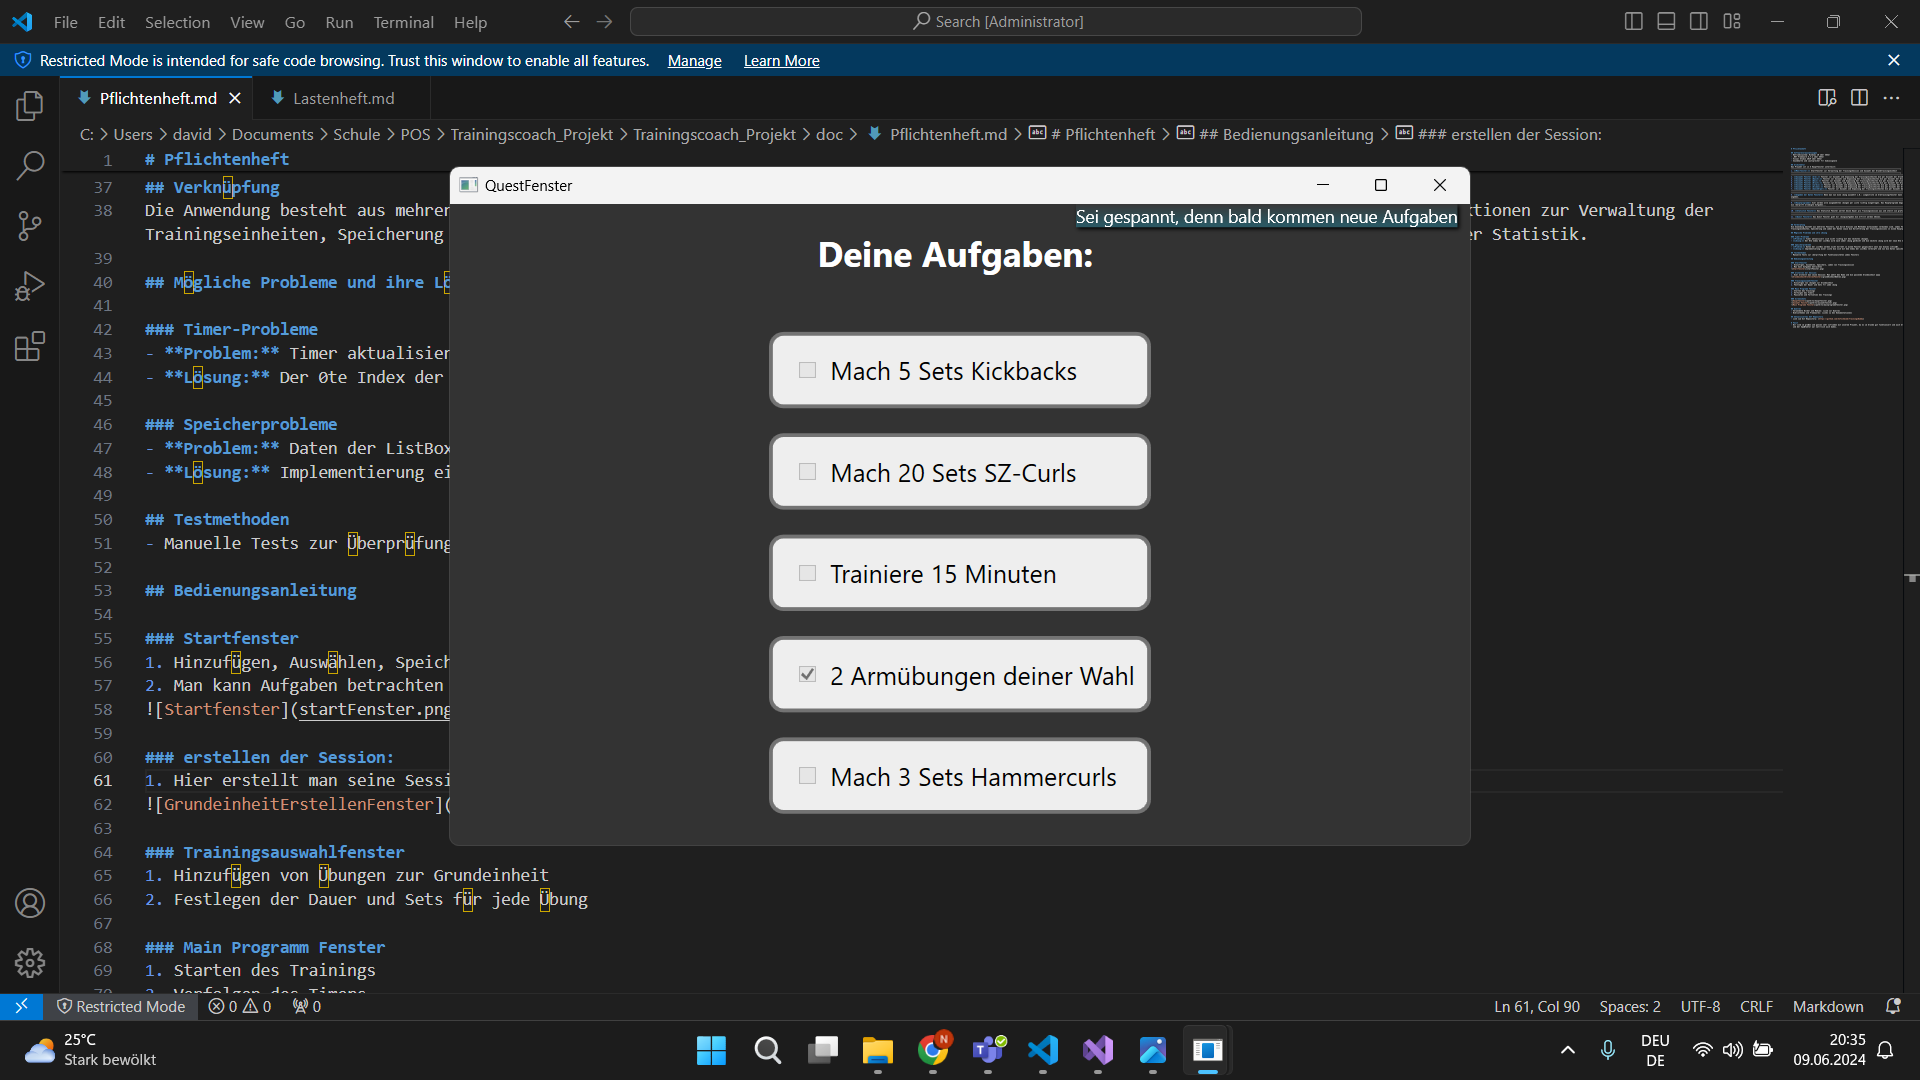 File Edit Selection View Go Run Terminal Help
Search [Administrator]
Restricted Mode is intended for safe code browsing. Trust this window to enable all features. Manage Learn More
Pflichtenheft.md Lastenheft.md
C: > Users > david > Documents > Schule > POS > Trainingscoach_Projekt > Trainingscoach_Projekt > doc > Pflichtenheft.md > # Pflichtenheft > ## Bedienungsanleitung > ### erstellen der Session:
1 # Pflichtenheft
37 ## Verknüpfung
38 Die Anwendung besteht aus mehrer
ktionen zur Verwaltung der
Trainingseinheiten, Speicherung
er Statistik.
39
40 ## Mögliche Probleme und ihre Lö
41
42 ### Timer-Probleme
43 - **Problem:** Timer aktualisier
44 - **Lösung:** Der 0te Index der
45
46 ### Speicherprobleme
47 - **Problem:** Daten der ListBox
48 - **Lösung:** Implementierung ei
49
50 ## Testmethoden
51 - Manuelle Tests zur Überprüfung
52
53 ## Bedienungsanleitung
54
55 ### Startfenster
56 1. Hinzufügen, Auswählen, Speich
57 2. Man kann Aufgaben betrachten
58 ![Startfenster](startFenster.png
59
60 ### erstellen der Session:
61 1. Hier erstellt man seine Sessi
62 ![GrundeinheitErstellenFenster](
63
64 ### Trainingsauswahlfenster
65 1. Hinzufügen von Übungen zur Grundeinheit
66 2. Festlegen der Dauer und Sets für jede Übung
67
68 ### Main Programm Fenster
69 1. Starten des Trainings
70 2. Verfolgen des Timers
QuestFenster
Sei gespannt, denn bald kommen neue Aufgaben
Deine Aufgaben:
Mach 5 Sets Kickbacks
Mach 20 Sets SZ-Curls
Trainiere 15 Minuten
2 Armübungen deiner Wahl
Mach 3 Sets Hammercurls
Restricted Mode 0 0 0
Ln 61, Col 90 Spaces: 2 UTF-8 CRLF Markdown
25°C
Stark bewölkt
N
DEU
DE
20:35
09.06.2024